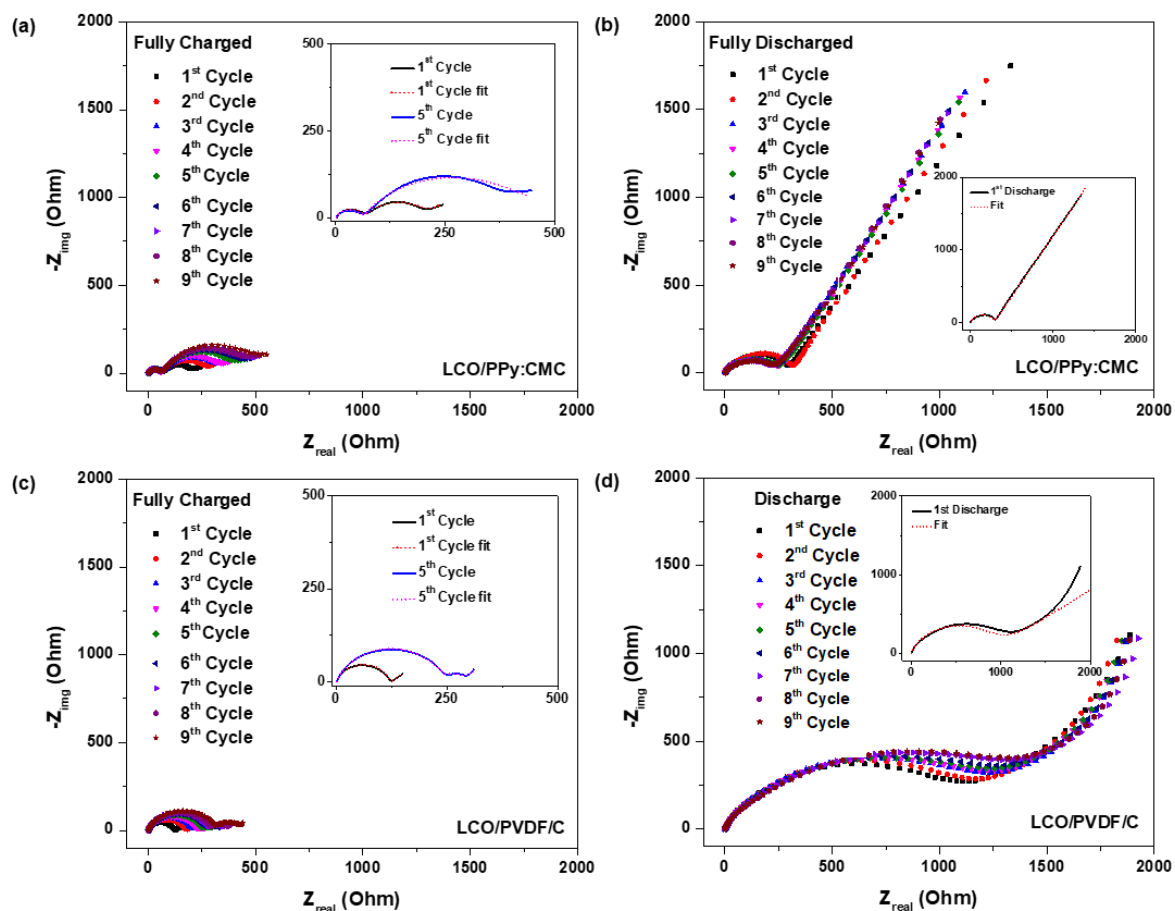 (a)
2000
1500
1000
500
0
-Zimg (Ohm)
Fully Charged
1st Cycle
2nd Cycle
3rd Cycle
4th Cycle
5th Cycle
6th Cycle
7th Cycle
8th Cycle
9th Cycle
500
250
0
1st Cycle
1st Cycle fit
5th Cycle
5th Cycle fit
0 250 500
LCO/PPy:CMC
0 500 1000 1500 2000
Zreal (Ohm)
(b)
2000
1500
1000
500
0
-Zimg (Ohm)
Fully Discharged
1st Cycle
2nd Cycle
3rd Cycle
4th Cycle
5th Cycle
6th Cycle
7th Cycle
8th Cycle
9th Cycle
2000
1500
1000
500
0
1st Discharge
Fit
0 500 1000 1500 2000
LCO/PPy:CMC
0 500 1000 1500 2000
Zreal (Ohm)
(c)
2000
1500
1000
500
0
-Zimg (Ohm)
Fully Charged
1st Cycle
2nd Cycle
3rd Cycle
4th Cycle
5th Cycle
6th Cycle
7th Cycle
8th Cycle
9th Cycle
500
250
0
1st Cycle
1st Cycle fit
5th Cycle
5th Cycle fit
0 250 500
LCO/PVDF/C
0 500 1000 1500 2000
Zreal (Ohm)
(d)
2000
1500
1000
500
0
-Zimg (Ohm)
Discharge
1st Cycle
2nd Cycle
3rd Cycle
4th Cycle
5th Cycle
6th Cycle
7th Cycle
8th Cycle
9th Cycle
2000
1000
0
1st Discharge
Fit
0 1000 2000
LCO/PVDF/C
0 500 1000 1500 2000
Zreal (Ohm)